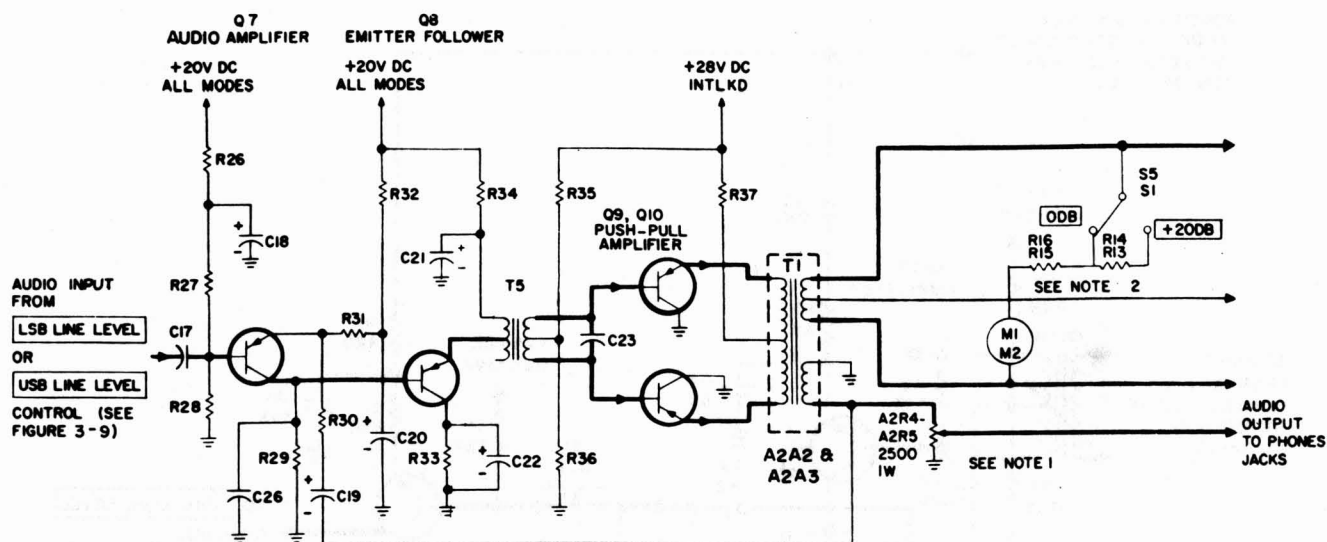 Q7
AUDIO AMPLIFIER
Q8
EMITTER FOLLOWER
+20V DC
ALL MODES
+20V DC
ALL MODES
+28V DC
INTLKD
R26
C18
R32
R34
R35
R37
C21
Q9, Q10
PUSH-PULL
AMPLIFIER
S5
S1
0DB
+20DB
R16
R15
R14
R13
SEE NOTE 2
AUDIO INPUT
FROM
LSB LINE LEVEL
OR
USB LINE LEVEL
CONTROL (SEE
FIGURE 3-9)
R27
C17
R31
T5
C23
T1
M1
M2
R28
R30
C20
R33
C22
R36
R29
C26
C19
A2A2 &
A2A3
A2R4-
A2R5
2500
1W
SEE NOTE 1
AUDIO
OUTPUT
TO PHONES
JACKS